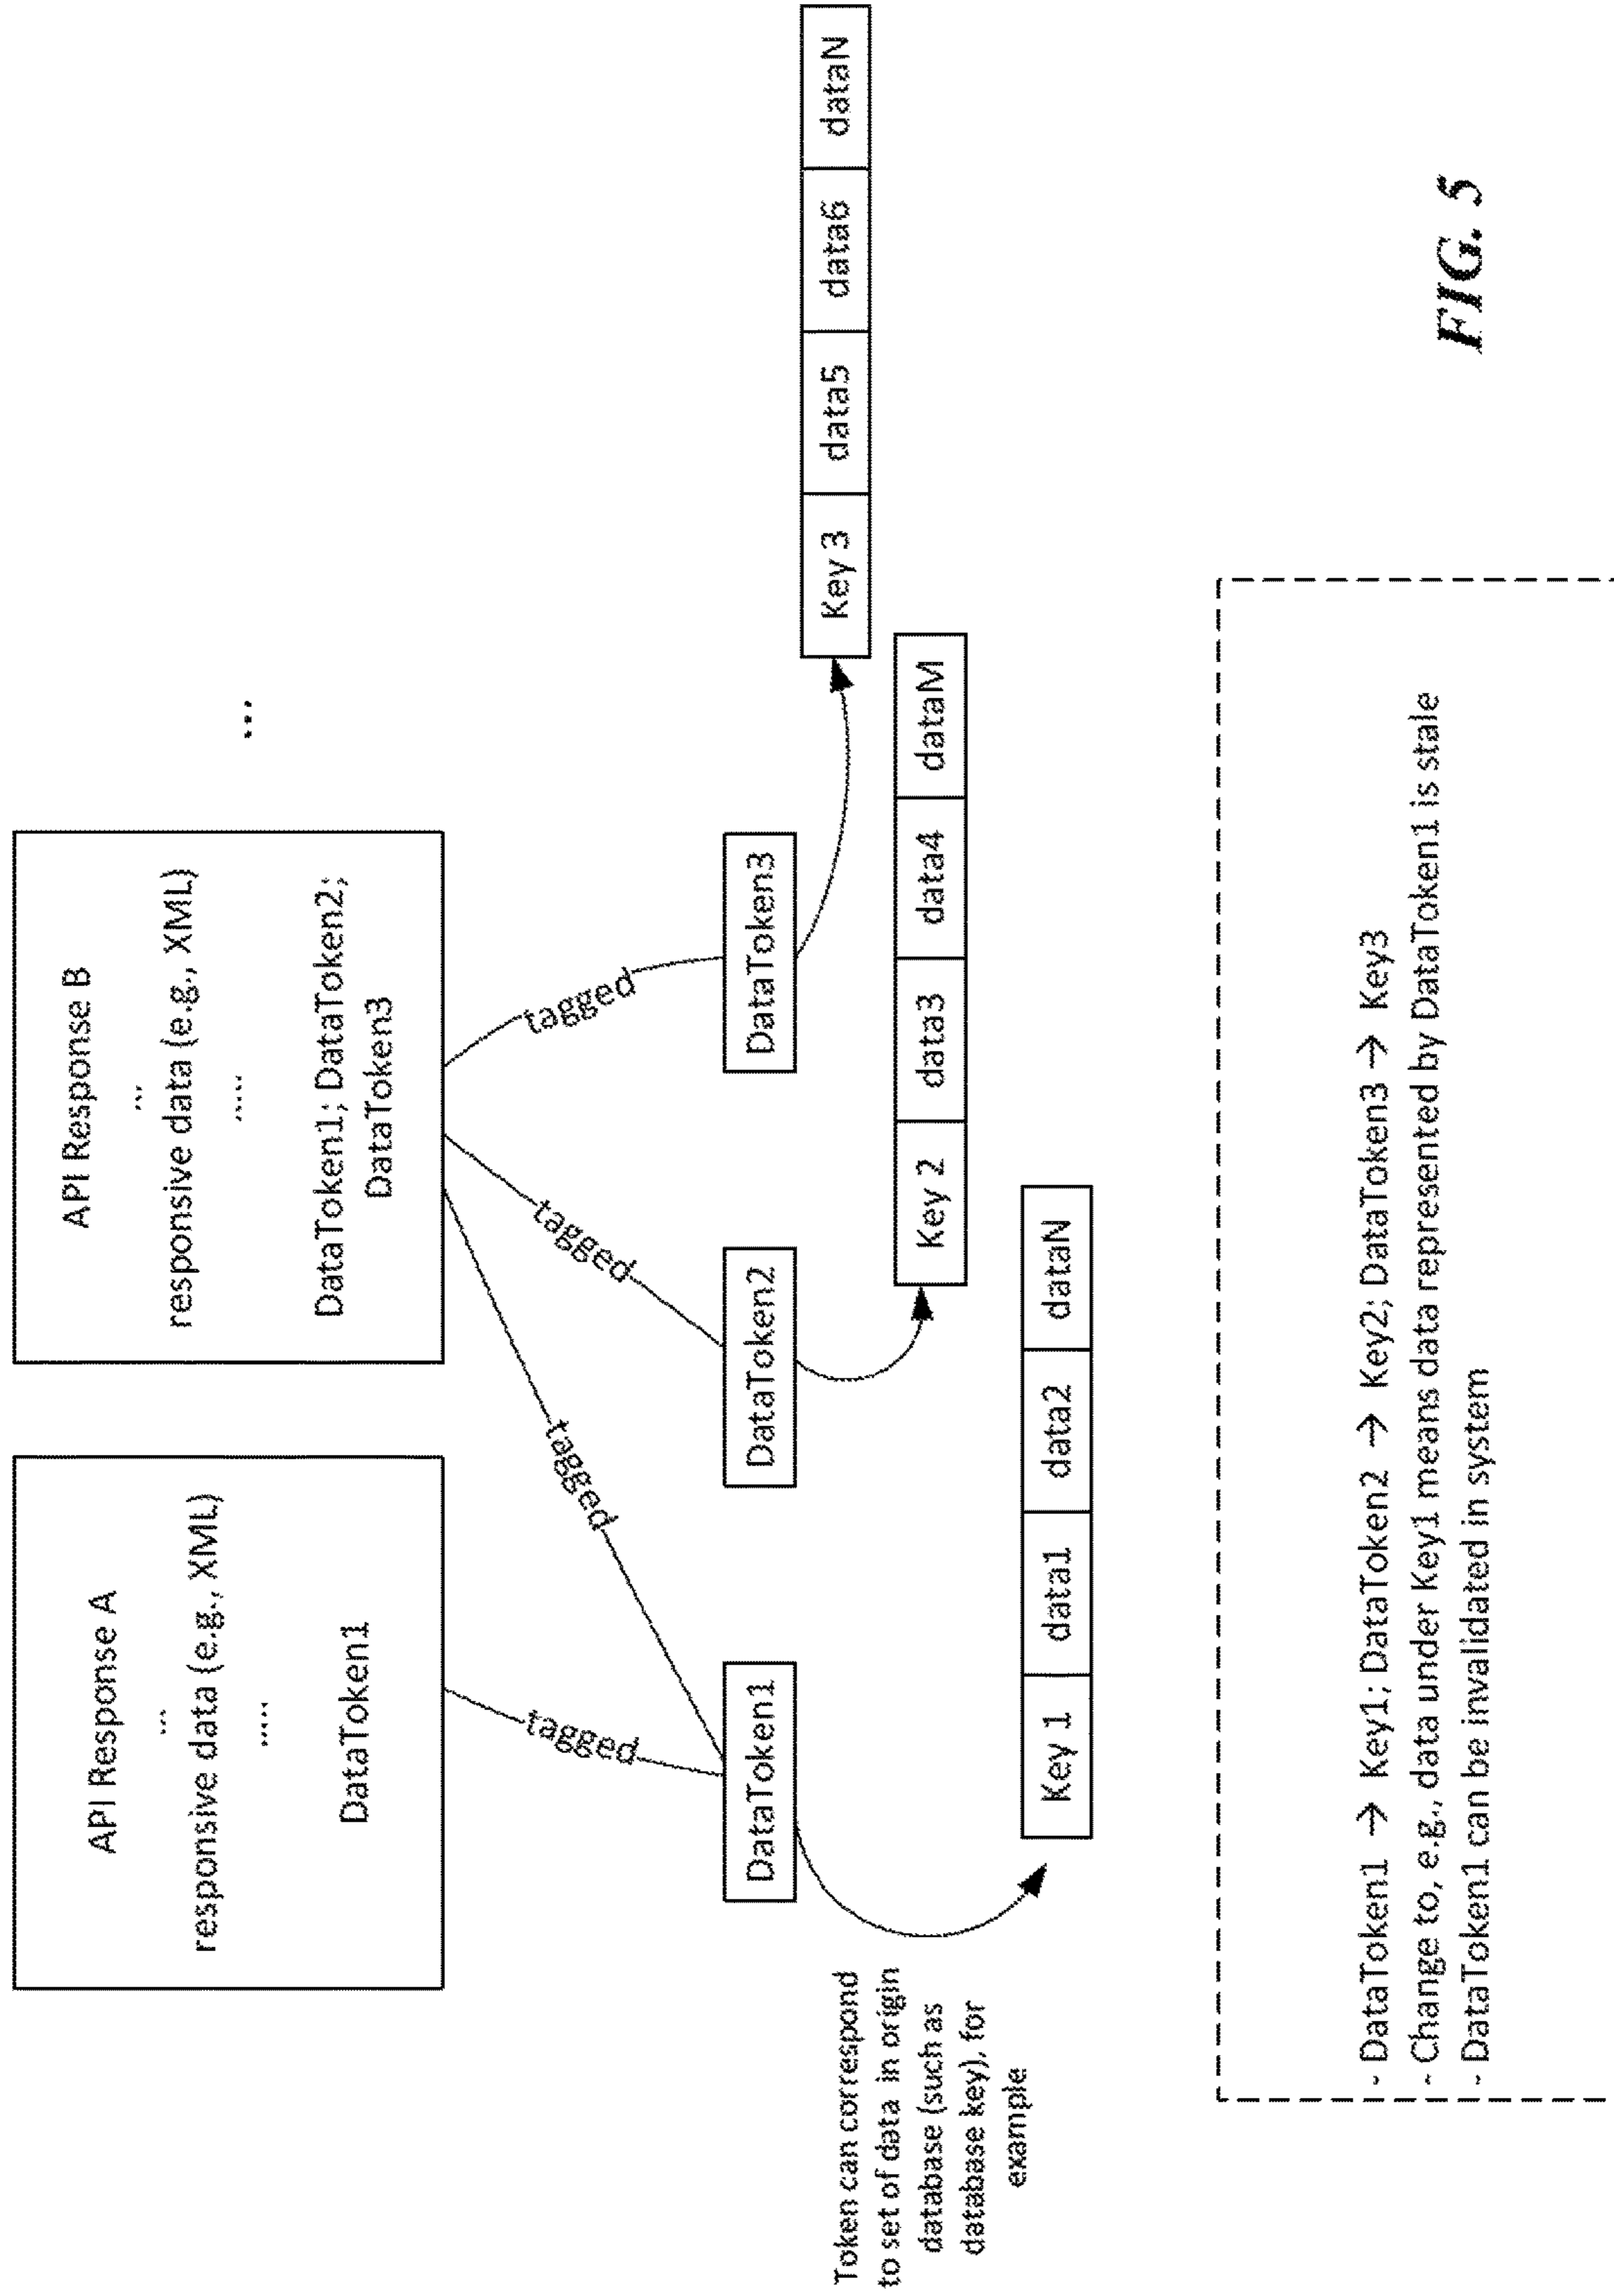 API Response A
...
responsive data (e.g., XML)
.....
DataToken1
API Response B
...
responsive data (e.g., XML)
.....
DataToken1; DataToken2;
DataToken3
...
tagged
tagged
tagged
tagged
DataToken1
DataToken2
DataToken3
Token can correspond
to set of data in origin
database (such as
database key), for
example
Key 3 data5 data6 dataN
Key 2 data3 data4 dataM
Key 1 data1 data2 dataN
- DataToken1 → Key1; DataToken2 → Key2; DataToken3 → Key3
- Change to, e.g., data under Key1 means data represented by DataToken1 is stale
- DataToken1 can be invalidated in system
FIG. 5